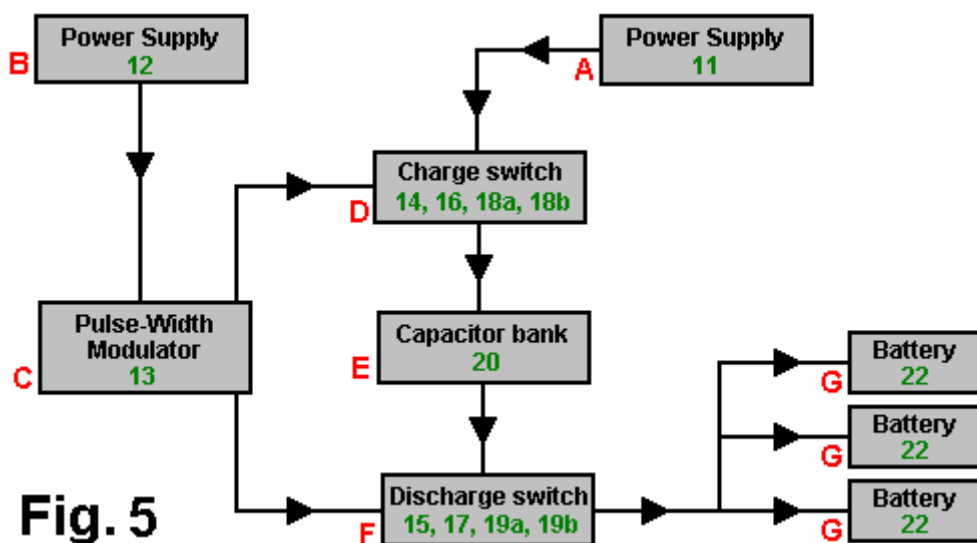 Power Supply
12
B
Power Supply
11
A
Charge switch
14, 16, 18a, 18b
D
Pulse-Width
Modulator
13
C
Capacitor bank
20
E
Battery
22
G
Battery
22
G
Discharge switch
15, 17, 19a, 19b
F
Battery
22
G
Fig. 5